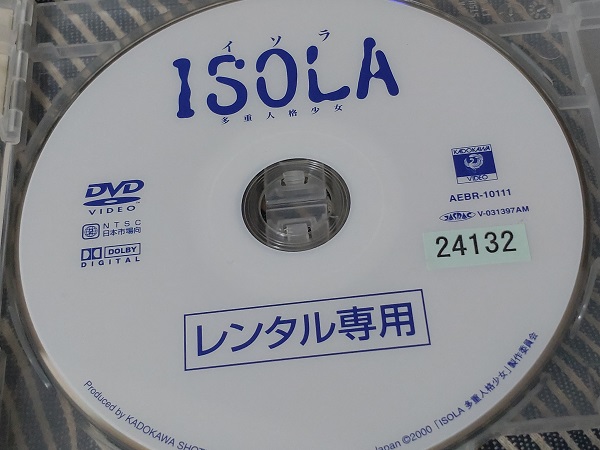 イソラ
ISOLA
多重人格少女
DVD
VIDEO
NTSC
日本市場向
DOLBY
DIGITAL
KADOKAWA
VIDEO
AEBR-10111
V-031397AM
24132
レンタル専用
Produced by KADOKAWA SHOT
Japan ©2000 「ISOLA 多重人格少女」製作委員会